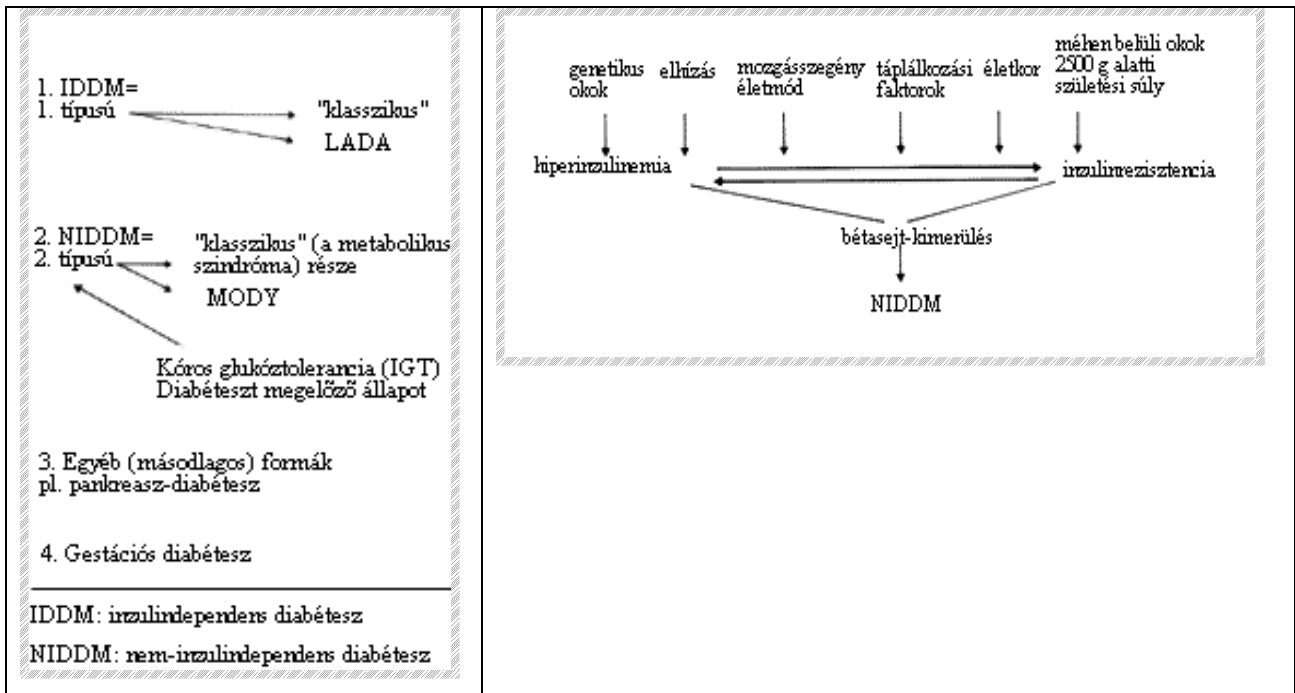 1. IDDM=
1. típusú
"klasszikus"
LADA
2. NIDDM=
2. típusú
"klasszikus" (a metabolikus
szindróma) része
MODY
Kóros glukóztolerancia (IGT)
Diabéteszt megelőző állapot
3. Egyéb (másodlagos) formák
pl. pankreasz-diabétesz
4. Gestációs diabétesz
IDDM: inzulindependens diabétesz
NIDDM: nem-inzulindependens diabétesz
genetikus
okok
elhízás
mozgásszegény
életmód
táplálkozási
faktorok
életkor
méhen belüli okok
2500 g alatti
születési súly
hiperinzulinemia
inzulinrezisztencia
bétasejt-kimerülés
NIDDM